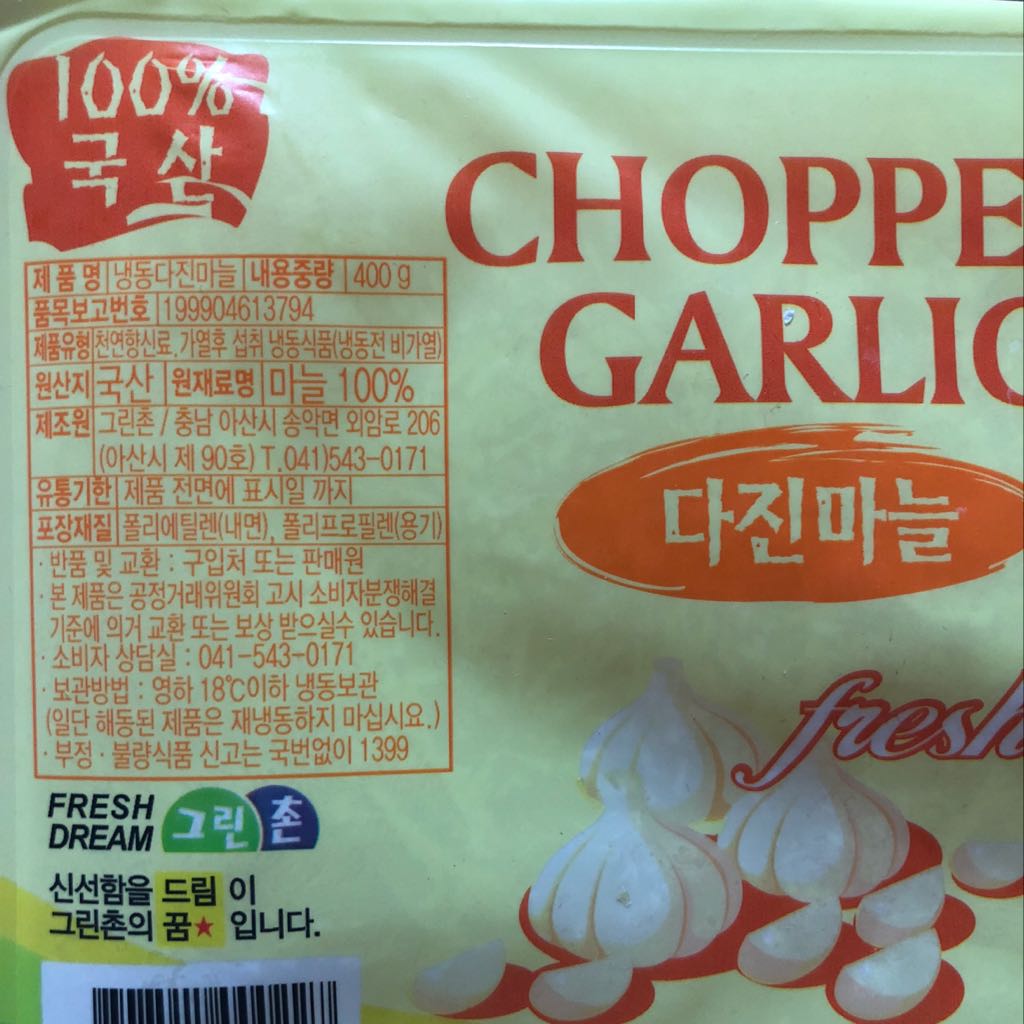 100%
국산
CHOPPE
GARLIC
다진마늘
fresh
제품명 냉동다진마늘 내용중량 400 g
품목보고번호 199904613794
제품유형 천연향신료, 가열후 섭취 냉동식품(냉동전 비가열)
원산지 국산 원재료명 마늘 100%
제조원 그린촌 / 충남 아산시 송악면 외암로 206
(아산시 제 90호) T.041)543-0171
유통기한 제품 전면에 표시일 까지
포장재질 폴리에틸렌(내면), 폴리프로필렌(용기)
· 반품 및 교환 : 구입처 또는 판매원
· 본 제품은 공정거래위원회 고시 소비자분쟁해결
기준에 의거 교환 또는 보상 받으실수 있습니다.
· 소비자 상담실 : 041-543-0171
· 보관방법 : 영하 18℃이하 냉동보관
(일단 해동된 제품은 재냉동하지 마십시요.)
· 부정 · 불량식품 신고는 국번없이 1399
FRESH
DREAM 그린촌
신선함을 드림 이
그린촌의 꿈★ 입니다.